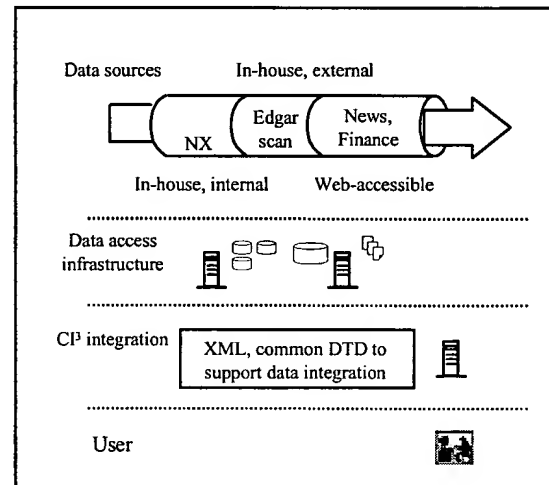 Data sources
In-house, external
NX
Edgar
scan
News,
Finance
In-house, internal
Web-accessible
Data access
infrastructure
CI³ integration
XML, common DTD to
support data integration
User